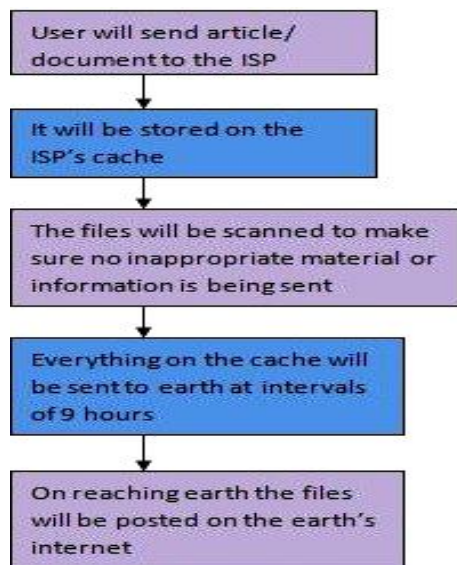 User will send article/
document to the ISP
It will be stored on the
ISP's cache
The files will be scanned to make
sure no inappropriate material or
information is being sent
Everything on the cache will
be sent to earth at intervals
of 9 hours
On reaching earth the files
will be posted on the earth's
internet